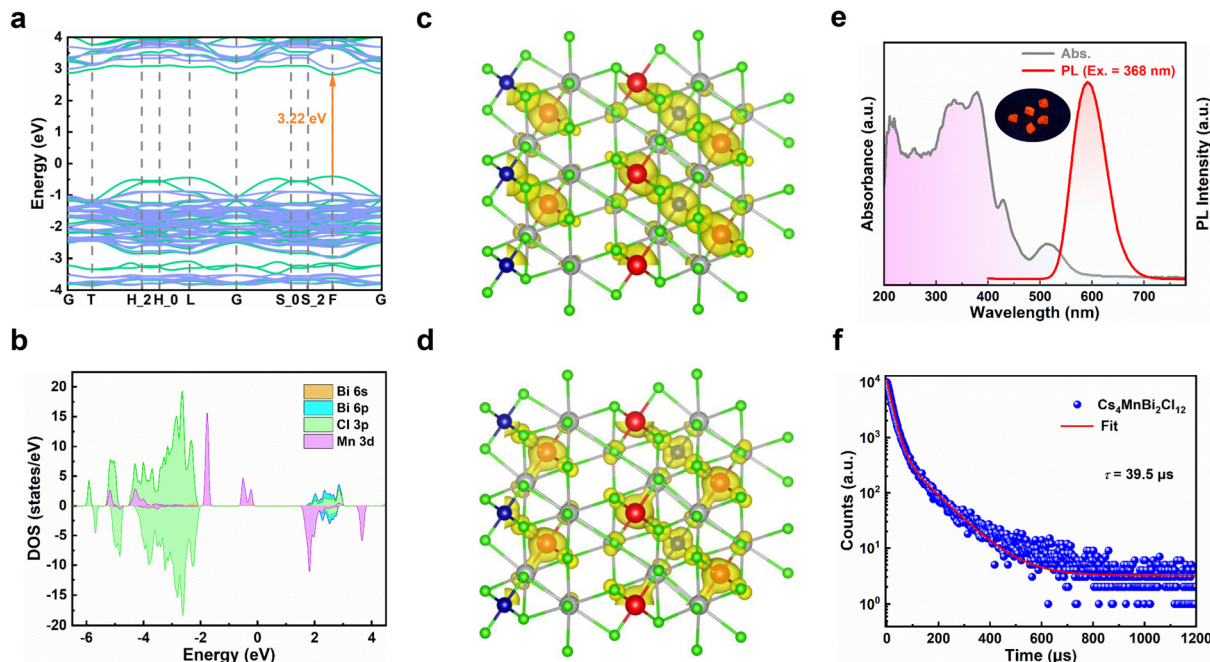 a
4
3
2
1
0
-1
-2
-3
-4
Energy (eV)
3.22 eV
G T H_2 H_0 L G S_0 S_2 F G
b
20
15
10
5
0
-5
-10
-15
-20
DOS (states/eV)
Bi 6s
Bi 6p
Cl 3p
Mn 3d
-6 -4 -2 0 2 4
Energy (eV)
c
d
e
Absorbance (a.u.)
Abs.
PL (Ex. = 368 nm)
PL Intensity (a.u.)
200 300 400 500 600 700
Wavelength (nm)
f
10⁴
10³
10²
10¹
10⁰
Counts (a.u.)
Cs₄MnBi₂Cl₁₂
Fit
τ = 39.5 μs
0 200 400 600 800 1000 1200
Time (μs)